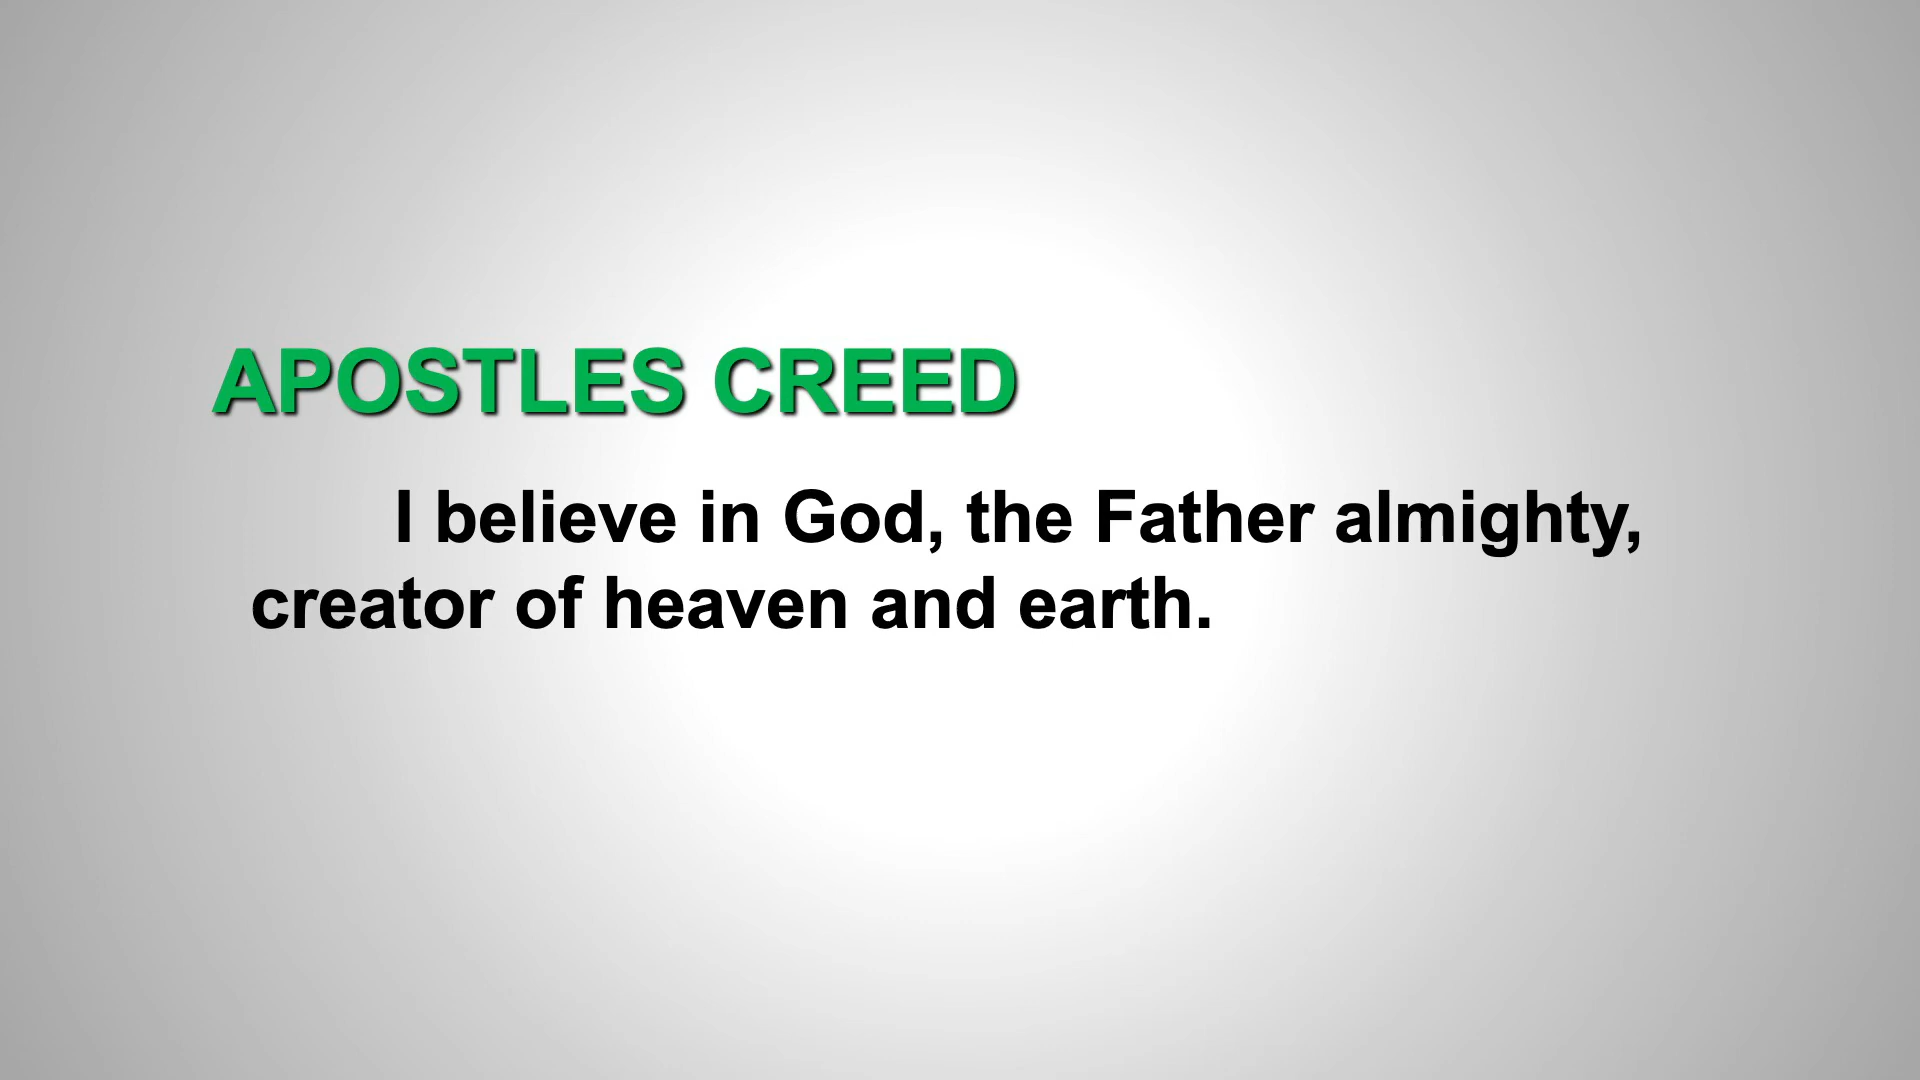 APOSTLES CREED
I believe in God, the Father almighty,
creator of heaven and earth.